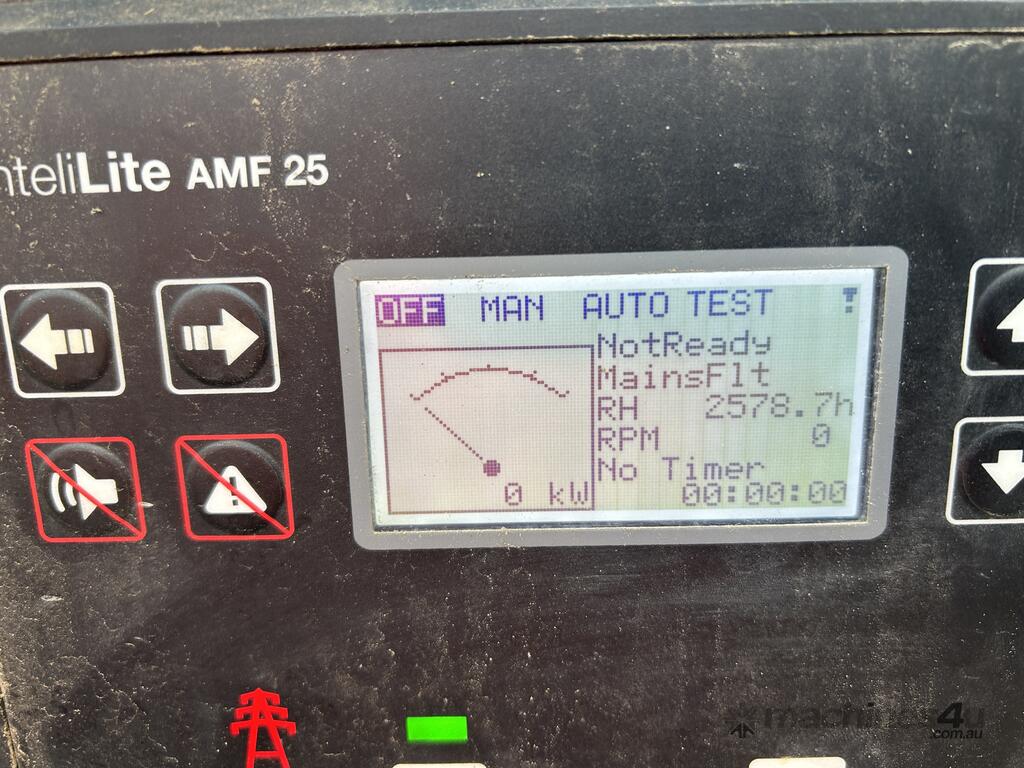 nteliLite AMF 25
OFF MAN AUTO TEST !
NotReady
MainsFlt
RH 2578.7h
RPM 0
No Timer
0 kW 00:00:00
machines4u
.com.au